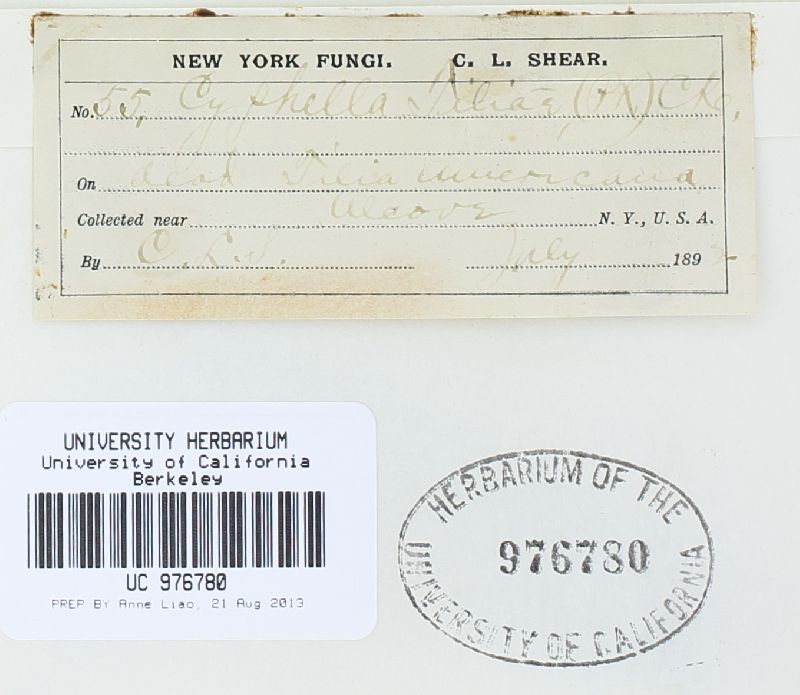 NEW YORK FUNGI. C. L. SHEAR.
No. 55, Cyphella Tiliae (PK) Cke,
On dead Tilia americana
Collected near Alcove N. Y., U. S. A.
By C. L. S. July 189
UNIVERSITY HERBARIUM
University of California
Berkeley
UC 976780
PREP BY Anne Liao, 21 Aug 2013
HERBARIUM OF THE
976780
UNIVERSITY OF CALIFORNIA